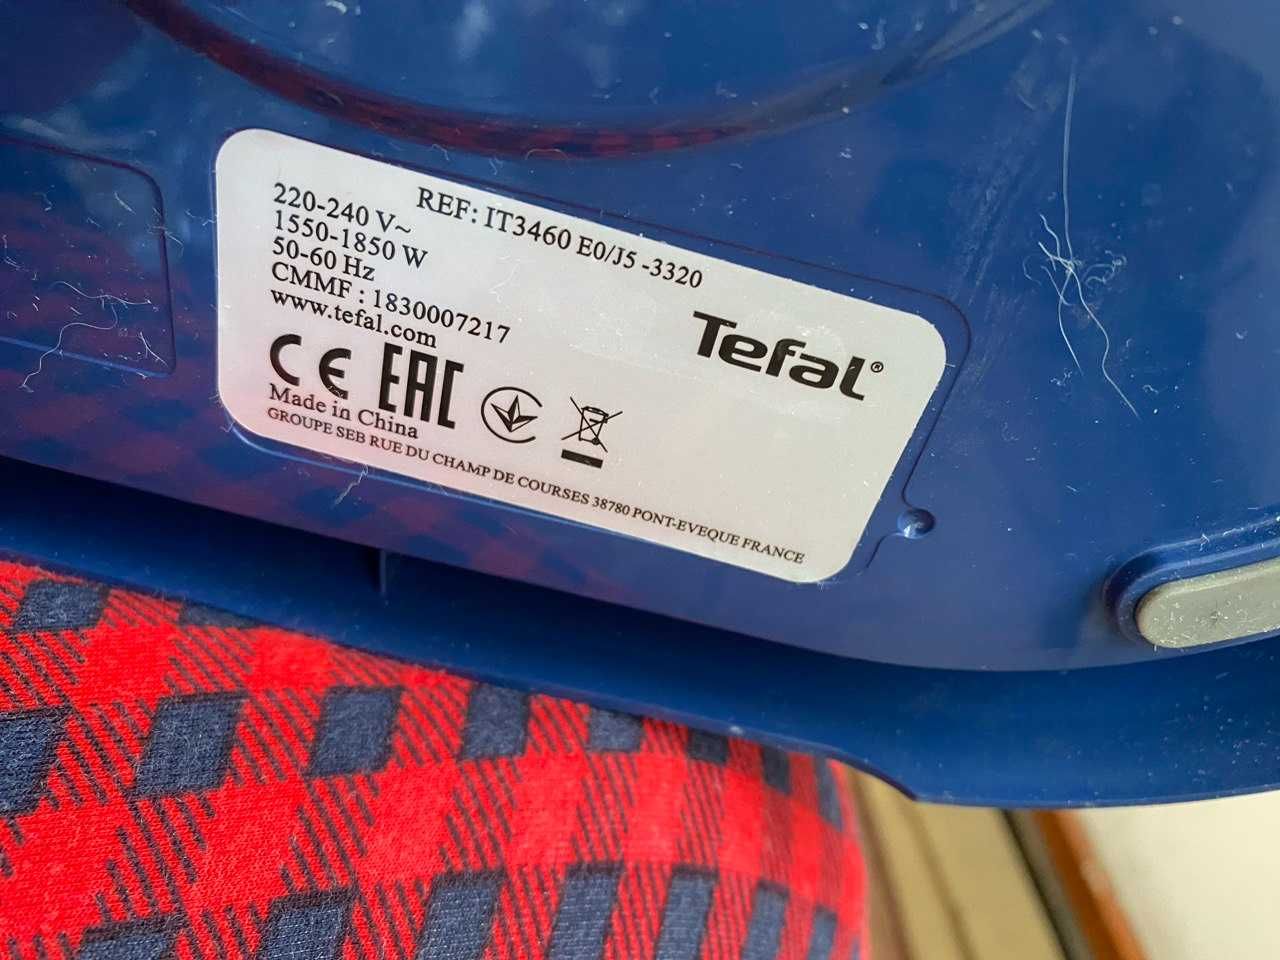 REF: IT3460 E0/J5 -3320
220-240 V~
1550-1850 W
50-60 Hz
CMMF : 1830007217
www.tefal.com
Tefal®
CE EAC
Made in China
GROUPE SEB RUE DU CHAMP DE COURSES 38780 PONT-EVEQUE FRANCE